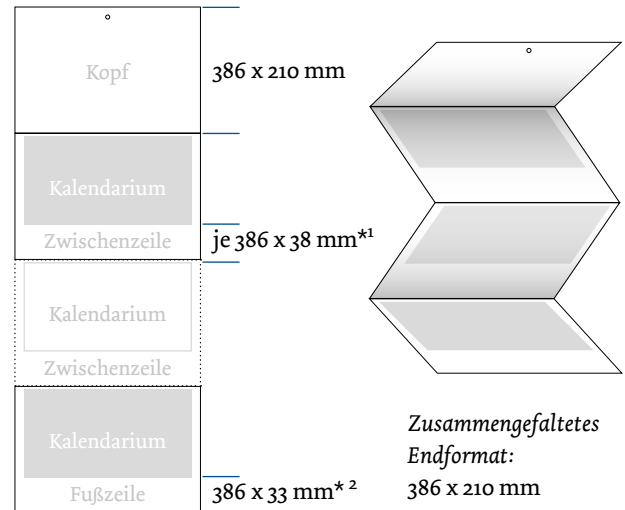 Kopf
386 x 210 mm
Kalendarium
Zwischenzeile
je 386 x 38 mm*¹
Kalendarium
Zwischenzeile
Kalendarium
Fußzeile
386 x 33 mm* ²
Zusammengefaltetes
Endformat:
386 x 210 mm